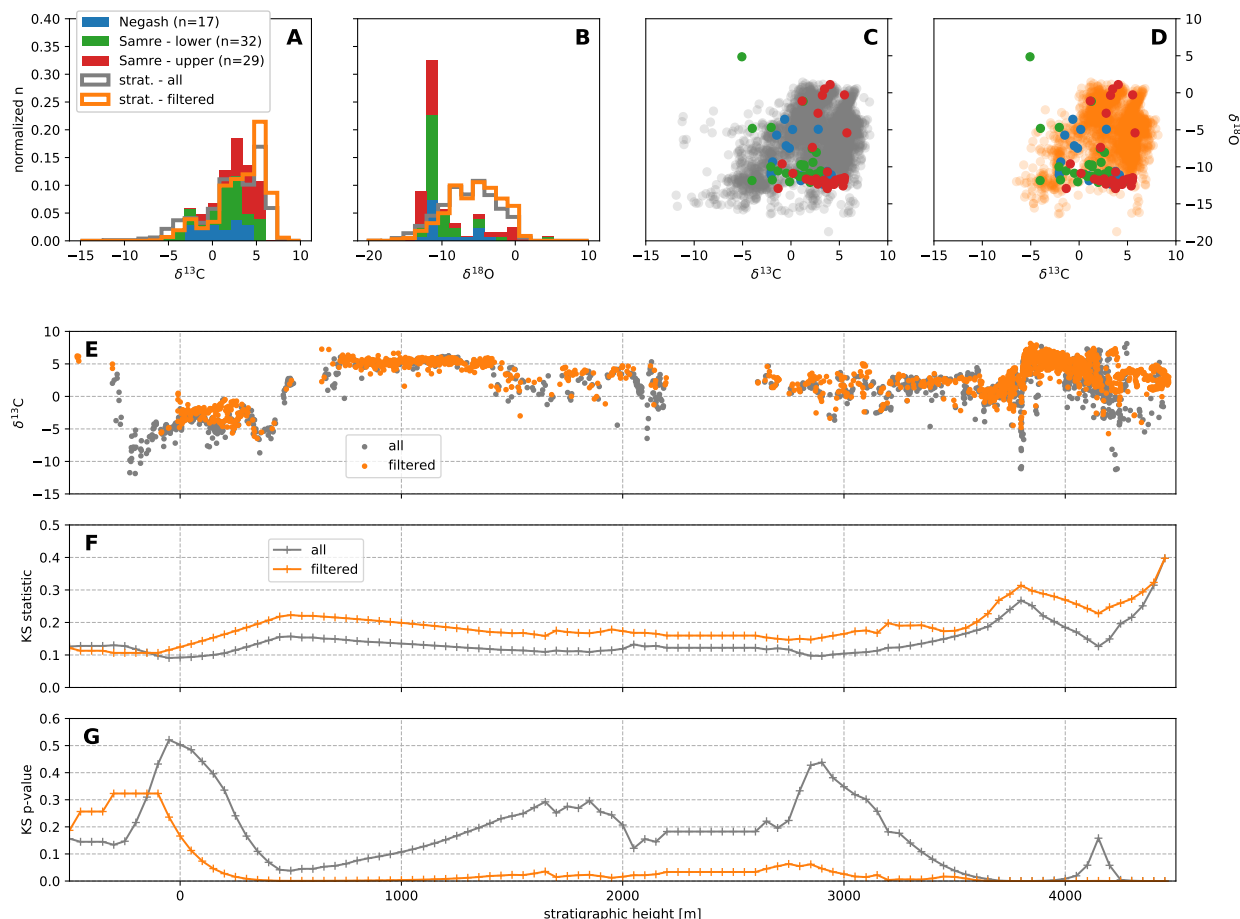 Negash (n=17)
Samre - lower (n=32)
Samre - upper (n=29)
strat. - all
strat. - filtered
A
B
C
D
normalized n
0.40
0.35
0.30
0.25
0.20
0.15
0.10
0.05
0.00
−15 −10 −5 0 5 10
δ¹³C
−20 −10 0 10
δ¹⁸O
−15 −10 −5 0 5 10
δ¹³C
−15 −10 −5 0 5 10
δ¹³C
10
5
0
−5
−10
−15
−20
δ¹⁸O
E
δ¹³C
10
5
0
−5
−10
−15
all
filtered
F
KS statistic
0.5
0.4
0.3
0.2
0.1
0.0
all
filtered
G
KS p-value
0.6
0.5
0.4
0.3
0.2
0.1
0.0
0 1000 2000 3000 4000
stratigraphic height [m]